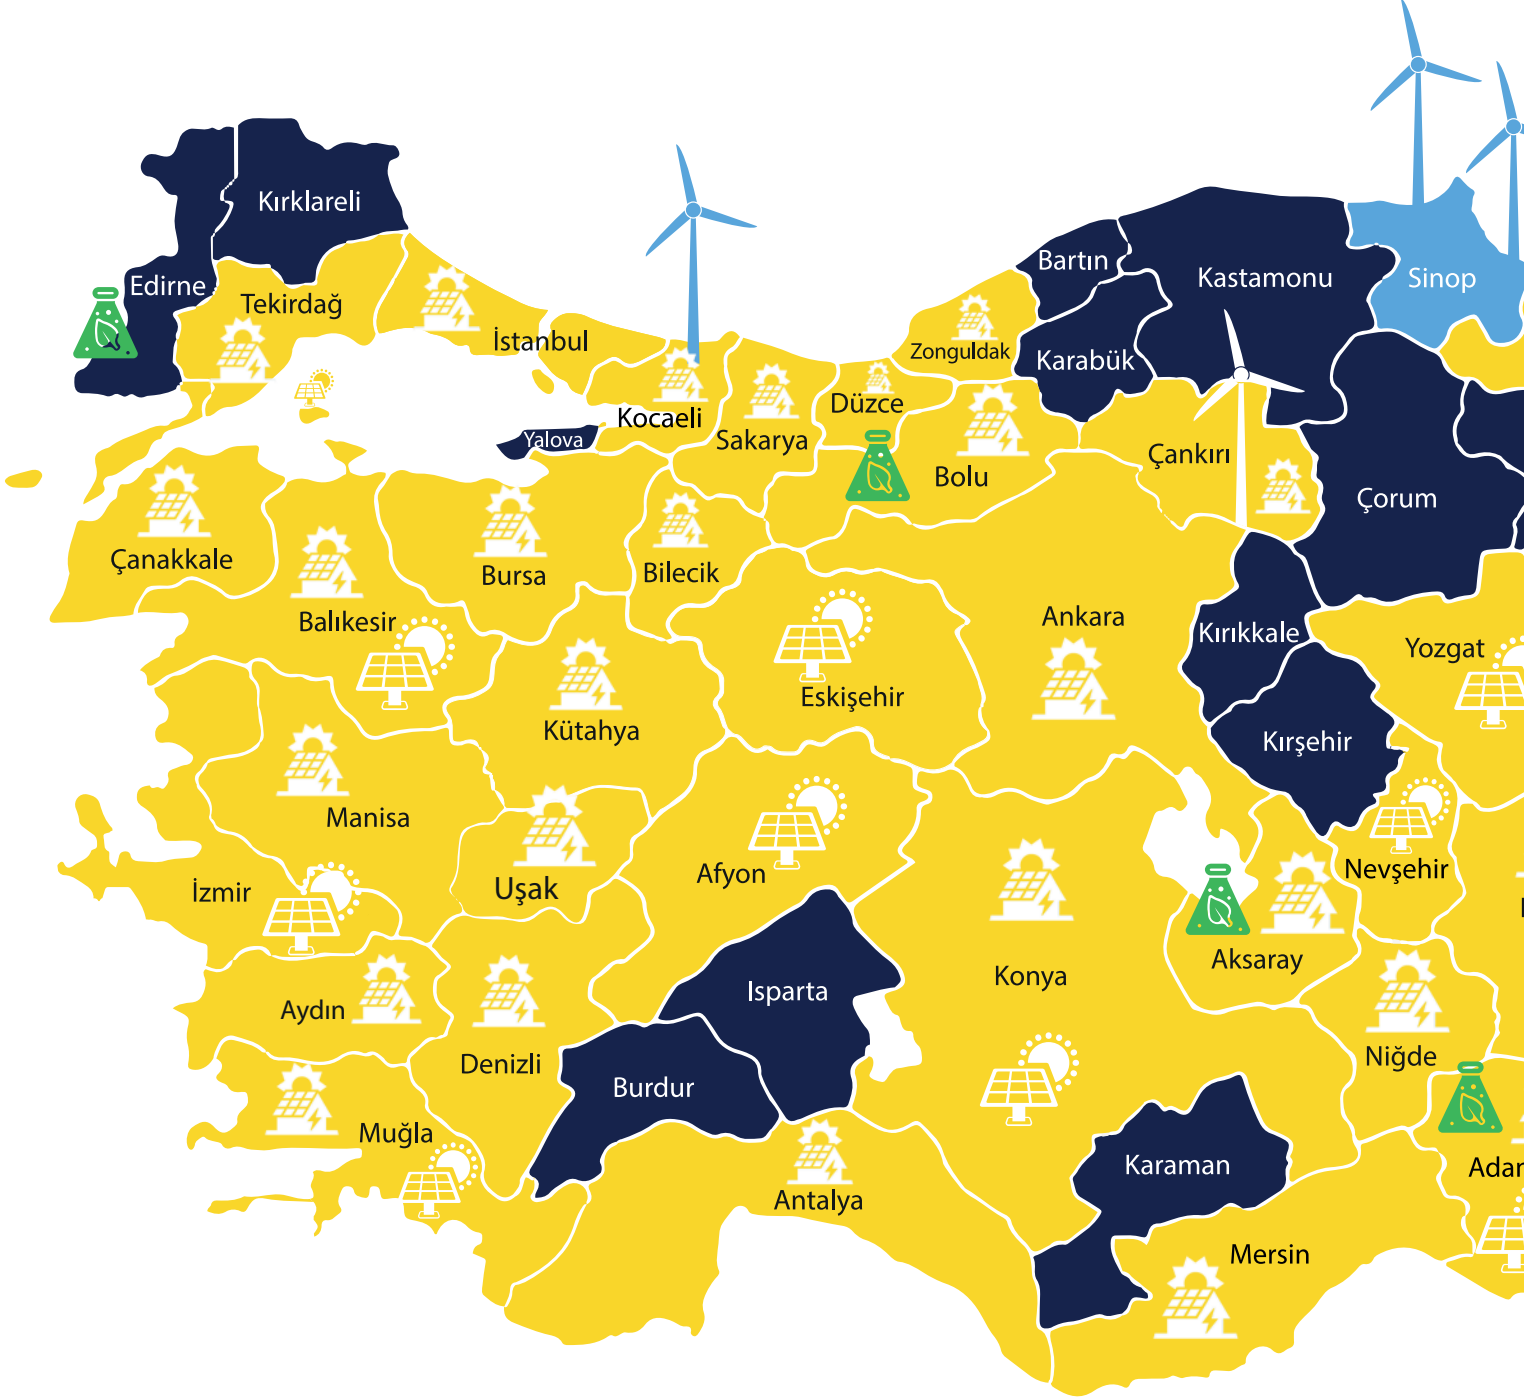 Kırklareli
Edirne
Tekirdağ
İstanbul
Bartın
Kastamonu
Sinop
Zonguldak
Karabük
Düzce
Kocaeli
Yalova
Sakarya
Bolu
Çankırı
Çorum
Çanakkale
Bursa
Bilecik
Balıkesir
Ankara
Kırıkkale
Yozgat
Eskişehir
Kütahya
Kırşehir
Manisa
Afyon
Nevşehir
Uşak
İzmir
Aksaray
Konya
Isparta
Aydın
Niğde
Denizli
Burdur
Muğla
Karaman
Adan
Antalya
Mersin